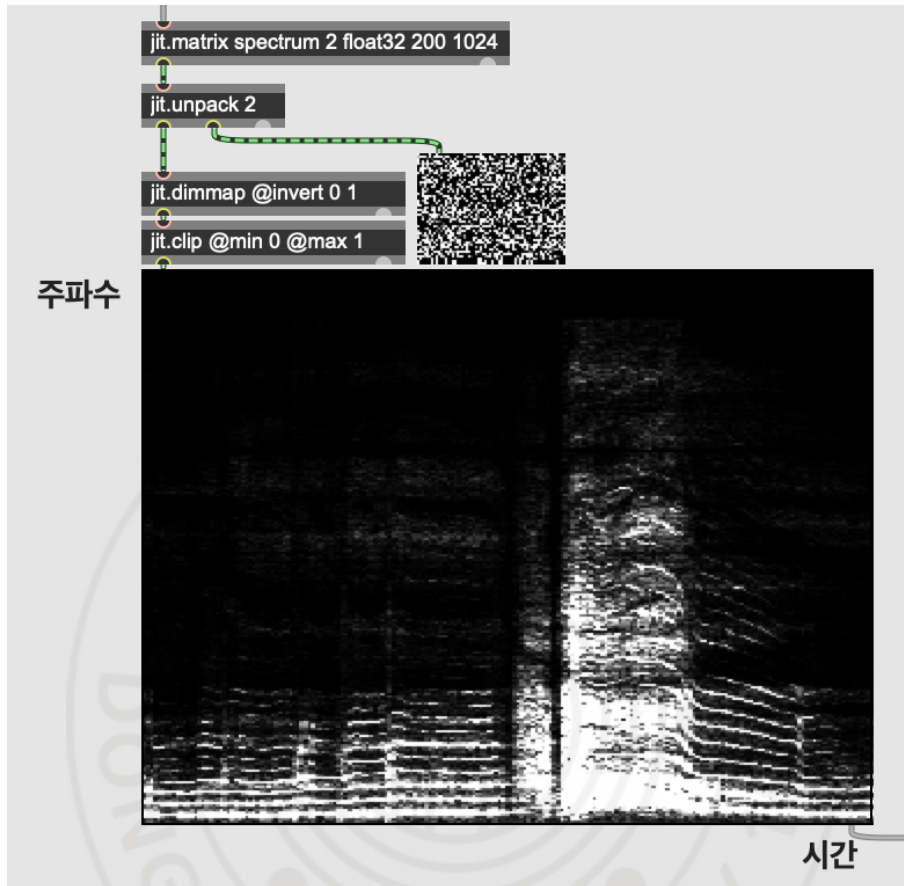 jit.matrix spectrum 2 float32 200 1024
jit.unpack 2
jit.dimmap @invert 0 1
jit.clip @min 0 @max 1
주파수
시간
DONG